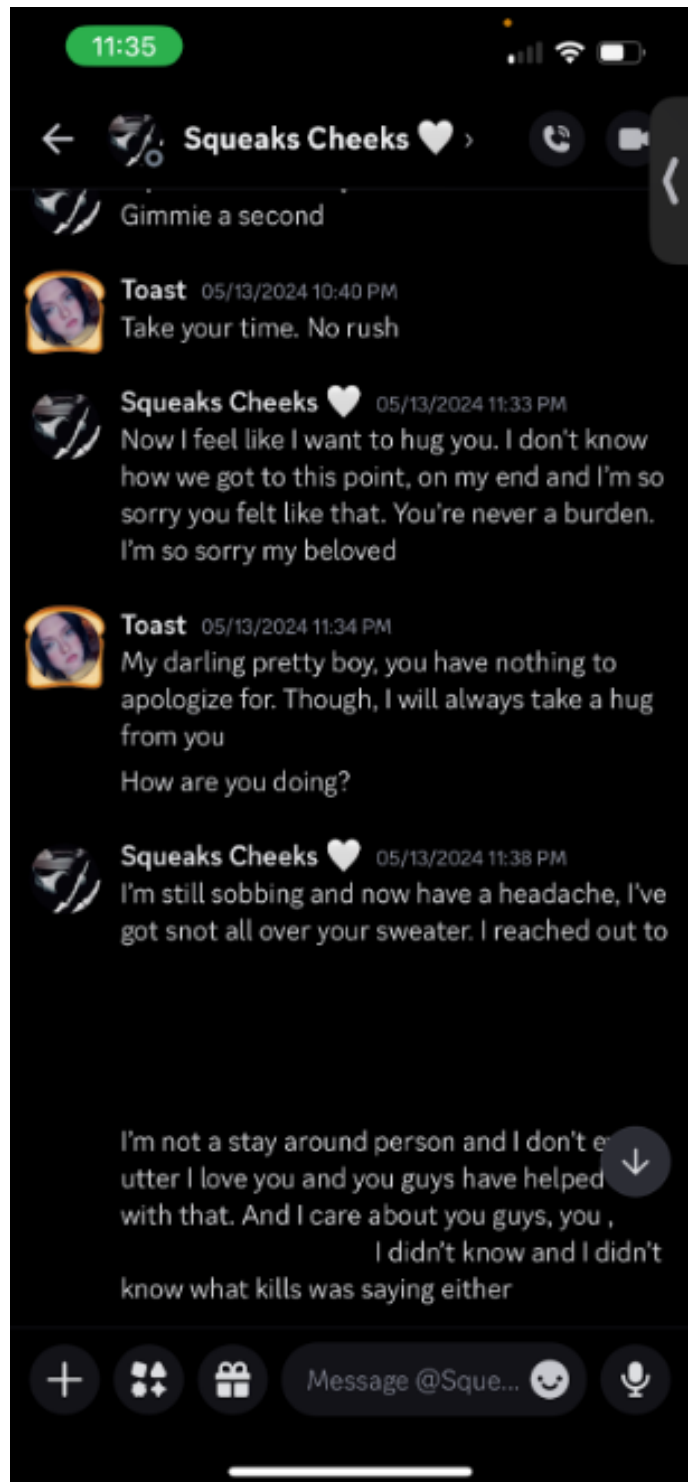 11:35
Squeaks Cheeks 🤍 ›
Gimmie a second
Toast 05/13/2024 10:40 PM
Take your time. No rush
Squeaks Cheeks 🤍 05/13/2024 11:33 PM
Now I feel like I want to hug you. I don't know
how we got to this point, on my end and I'm so
sorry you felt like that. You're never a burden.
I'm so sorry my beloved
Toast 05/13/2024 11:34 PM
My darling pretty boy, you have nothing to
apologize for. Though, I will always take a hug
from you
How are you doing?
Squeaks Cheeks 🤍 05/13/2024 11:38 PM
I'm still sobbing and now have a headache, I've
got snot all over your sweater. I reached out to
I'm not a stay around person and I don't
utter I love you and you guys have helped
with that. And I care about you guys, you ,
I didn't know and I didn't
know what kills was saying either
Message @Sque...